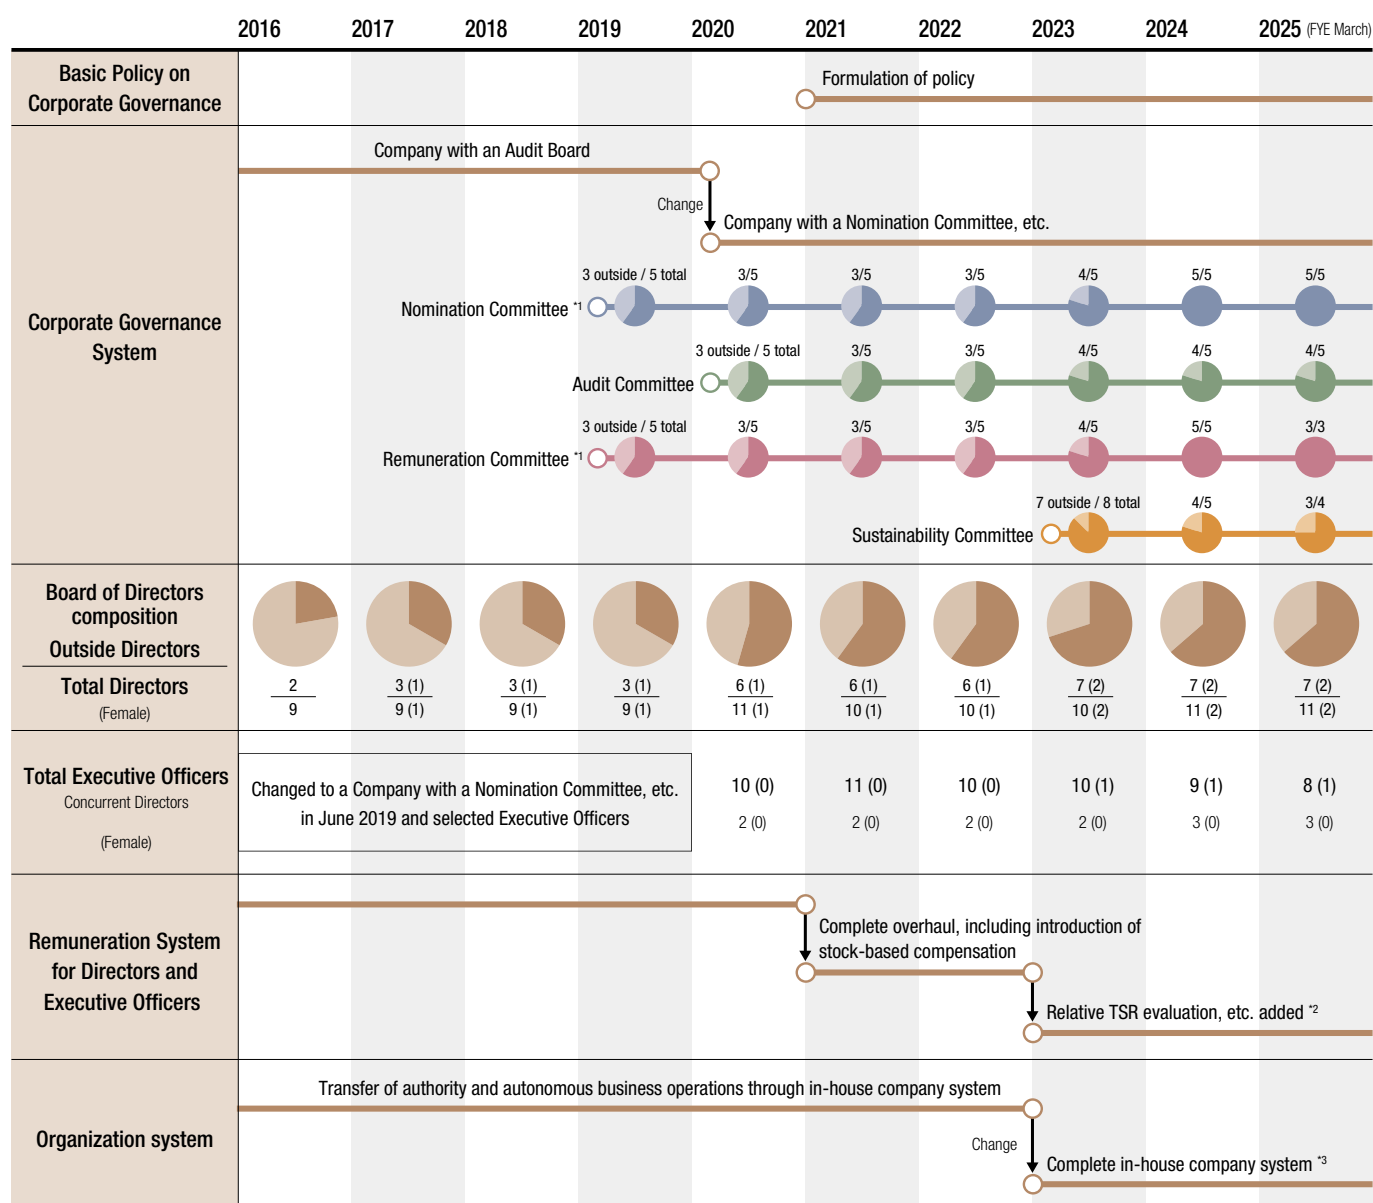 2016 2017 2018 2019 2020 2021 2022 2023 2024 2025 (FYE March)
Basic Policy on
Corporate Governance
Formulation of policy
Corporate Governance
System
Company with an Audit Board
Change
Company with a Nomination Committee, etc.
3 outside / 5 total 3/5 3/5 3/5 4/5 5/5 5/5
Nomination Committee *1
3 outside / 5 total 3/5 3/5 4/5 4/5 4/5
Audit Committee
3 outside / 5 total 3/5 3/5 3/5 4/5 5/5 3/3
Remuneration Committee *1
7 outside / 8 total 4/5 3/4
Sustainability Committee
Board of Directors
composition
Outside Directors
Total Directors
(Female)
2 3 (1) 3 (1) 3 (1) 6 (1) 6 (1) 6 (1) 7 (2) 7 (2) 7 (2)
9 9 (1) 9 (1) 9 (1) 11 (1) 10 (1) 10 (1) 10 (2) 11 (2) 11 (2)
Total Executive Officers
Concurrent Directors
(Female)
Changed to a Company with a Nomination Committee, etc.
in June 2019 and selected Executive Officers
10 (0) 11 (0) 10 (0) 10 (1) 9 (1) 8 (1)
2 (0) 2 (0) 2 (0) 2 (0) 3 (0) 3 (0)
Remuneration System
for Directors and
Executive Officers
Complete overhaul, including introduction of
stock-based compensation
Relative TSR evaluation, etc. added *2
Organization system
Transfer of authority and autonomous business operations through in-house company system
Change
Complete in-house company system *3